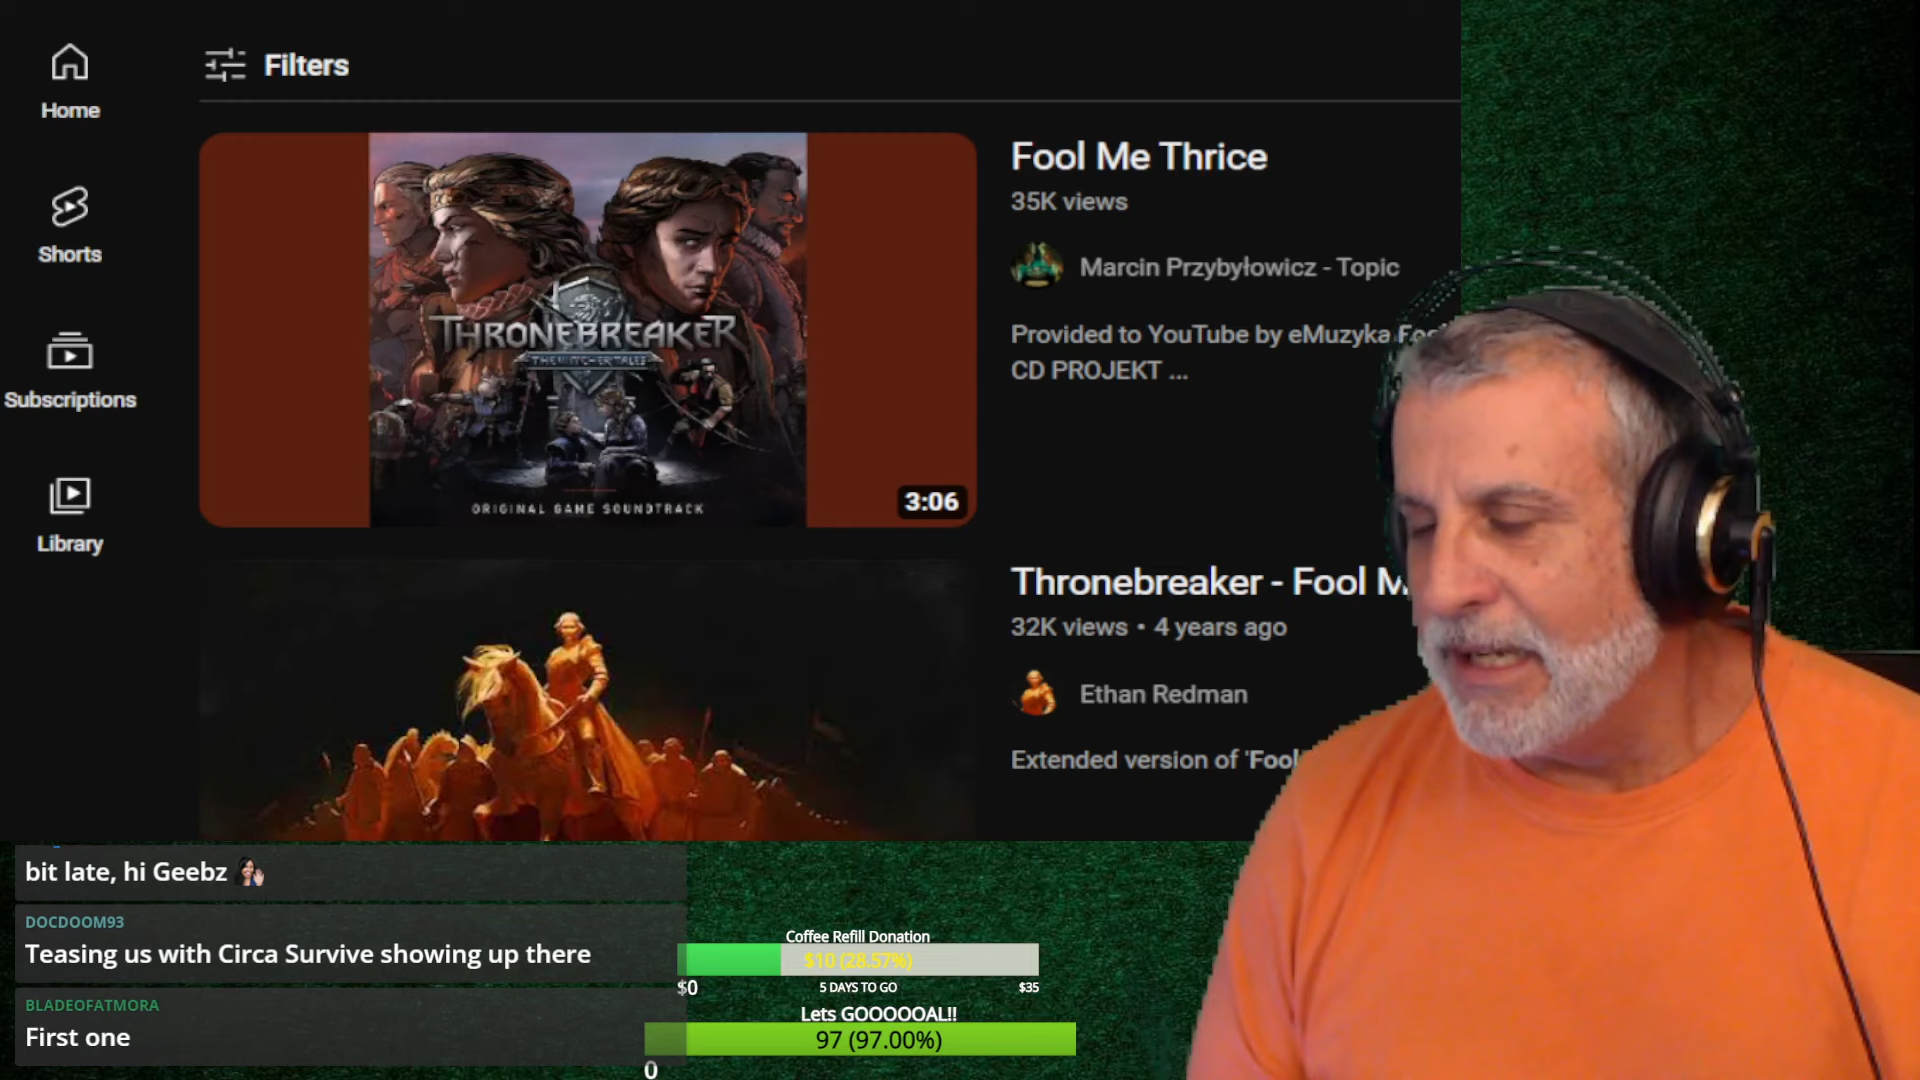 Home
Shorts
Subscriptions
Library
Filters
THRONEBREAKER
THE WITCHER TALES
ORIGINAL GAME SOUNDTRACK
3:06
Fool Me Thrice
35K views
Marcin Przybyłowicz - Topic
Provided to YouTube by eMuzyka
CD PROJEKT ...
Thronebreaker - Fool
32K views • 4 years ago
Ethan Redman
Extended version of 'Fool
bit late, hi Geebz
DOCDOOM93
Teasing us with Circa Survive showing up there
BLADEOFATMORA
First one
Coffee Refill Donation
$10 (28.57%)
$0 5 DAYS TO GO $35
Lets GOOOOOAL!!
97 (97.00%)
0